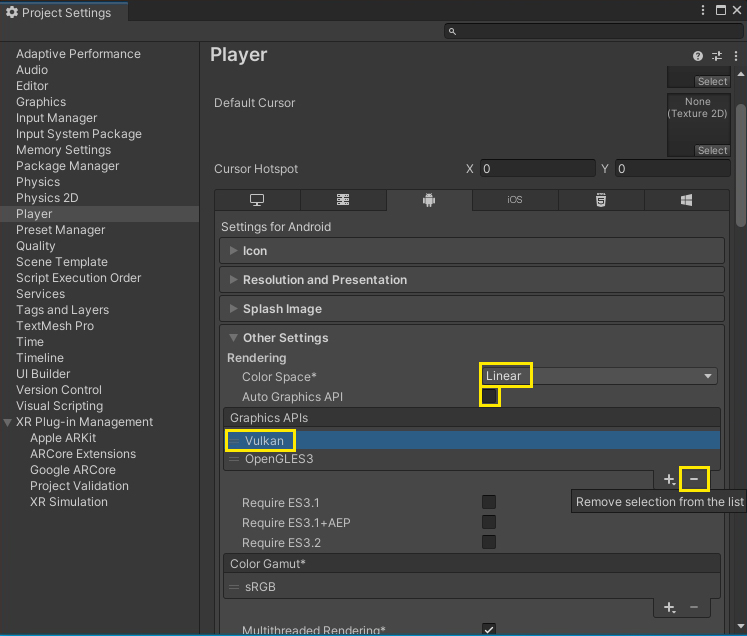 Project Settings
Adaptive Performance
Audio
Editor
Graphics
Input Manager
Input System Package
Memory Settings
Package Manager
Physics
Physics 2D
Player
Preset Manager
Quality
Scene Template
Script Execution Order
Services
Tags and Layers
TextMesh Pro
Time
Timeline
UI Builder
Version Control
Visual Scripting
XR Plug-in Management
Apple ARKit
ARCore Extensions
Google ARCore
Project Validation
XR Simulation
Player
Select
Default Cursor
None
(Texture 2D)
Select
Cursor Hotspot X 0 Y 0
iOS
Settings for Android
Icon
Resolution and Presentation
Splash Image
Other Settings
Rendering
Color Space* Linear
Auto Graphics API
Graphics APIs
Vulkan
OpenGLES3
Remove selection from the list
Require ES3.1
Require ES3.1+AEP
Require ES3.2
Color Gamut*
sRGB
Multithreaded Rendering*